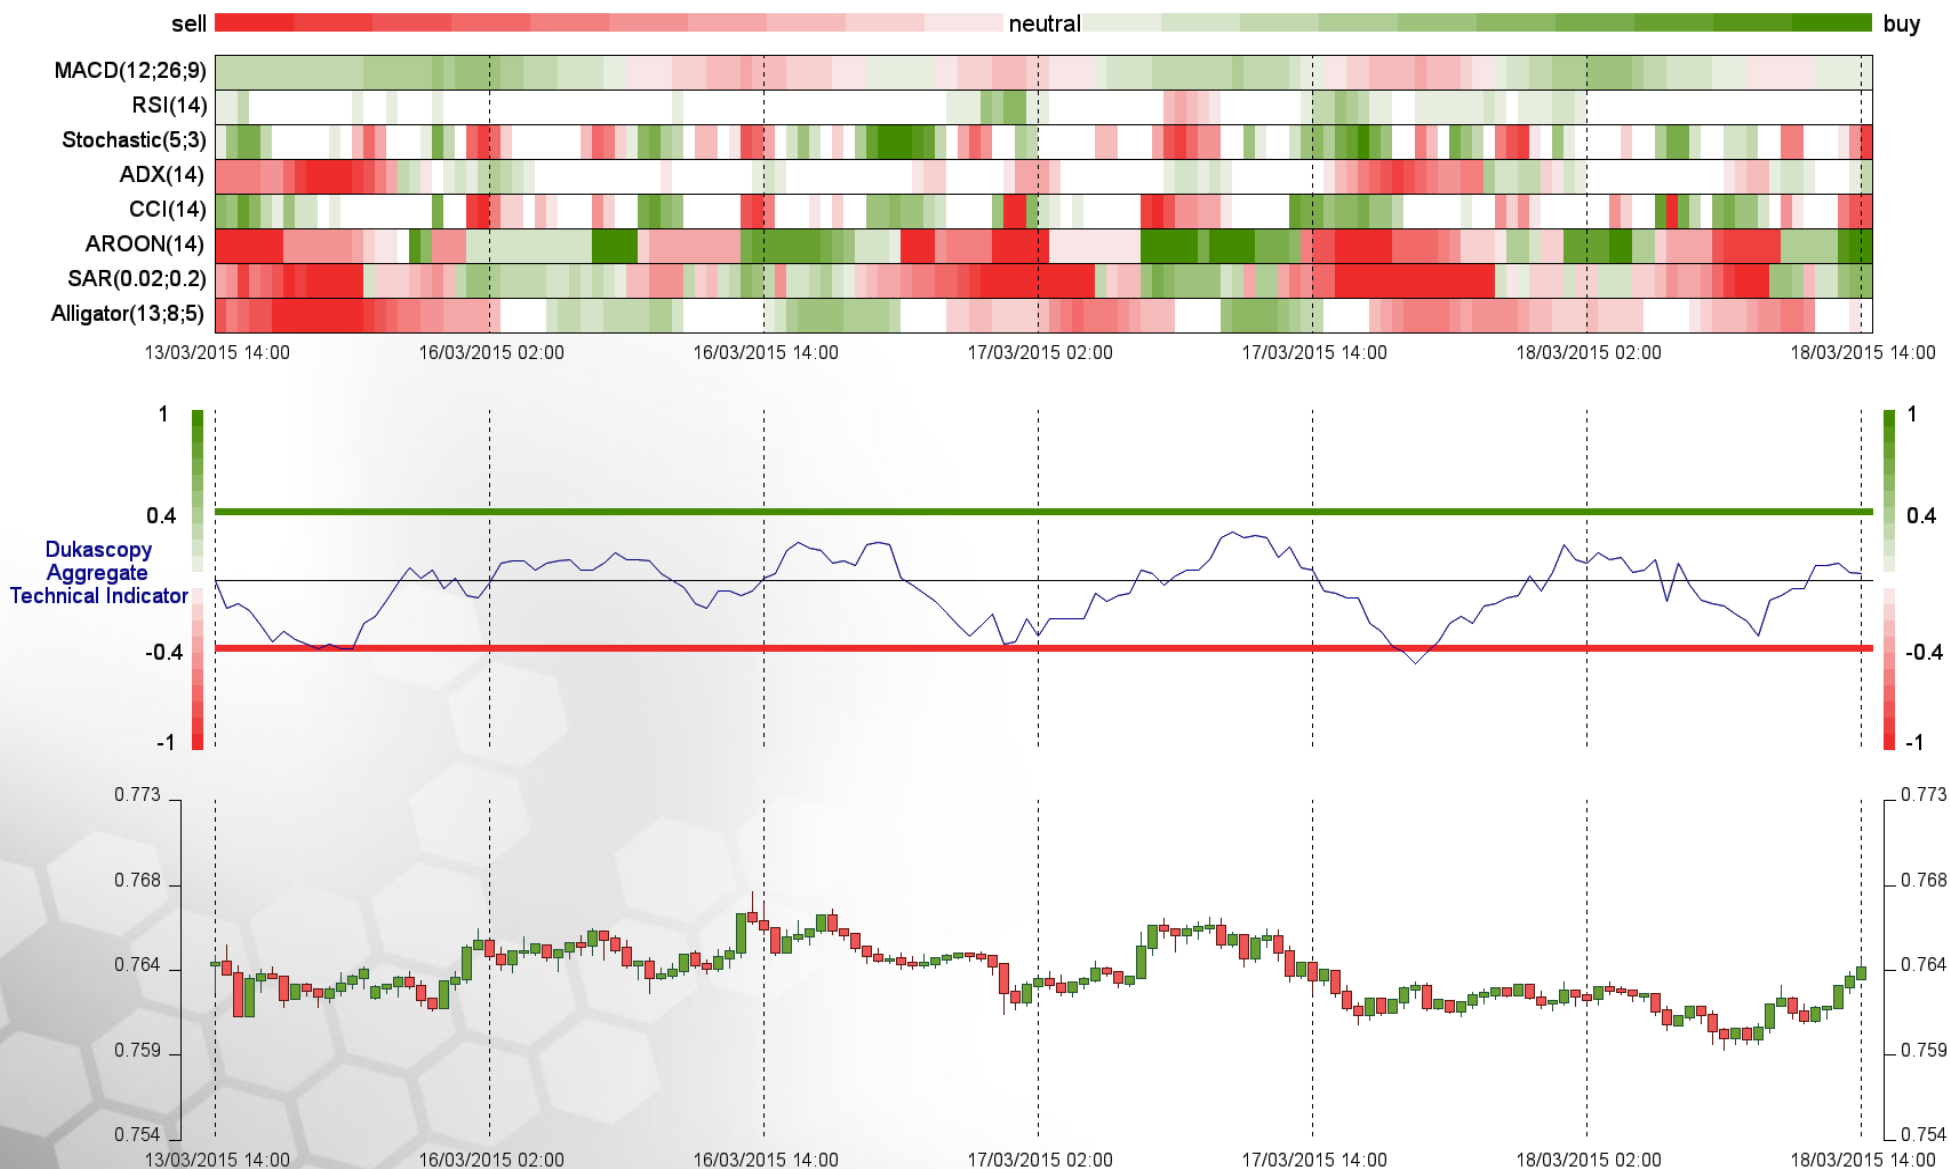 sell neutral buy
MACD(12;26;9)
RSI(14)
Stochastic(5;3)
ADX(14)
CCI(14)
AROON(14)
SAR(0.02;0.2)
Alligator(13;8;5)
13/03/2015 14:00 16/03/2015 02:00 16/03/2015 14:00 17/03/2015 02:00 17/03/2015 14:00 18/03/2015 02:00 18/03/2015 14:00
1 1
0.4 0.4
Dukascopy
Aggregate
Technical Indicator
-0.4 -0.4
-1 -1
0.773 0.773
0.768 0.768
0.764 0.764
0.759 0.759
0.754 0.754
13/03/2015 14:00 16/03/2015 02:00 16/03/2015 14:00 17/03/2015 02:00 17/03/2015 14:00 18/03/2015 02:00 18/03/2015 14:00